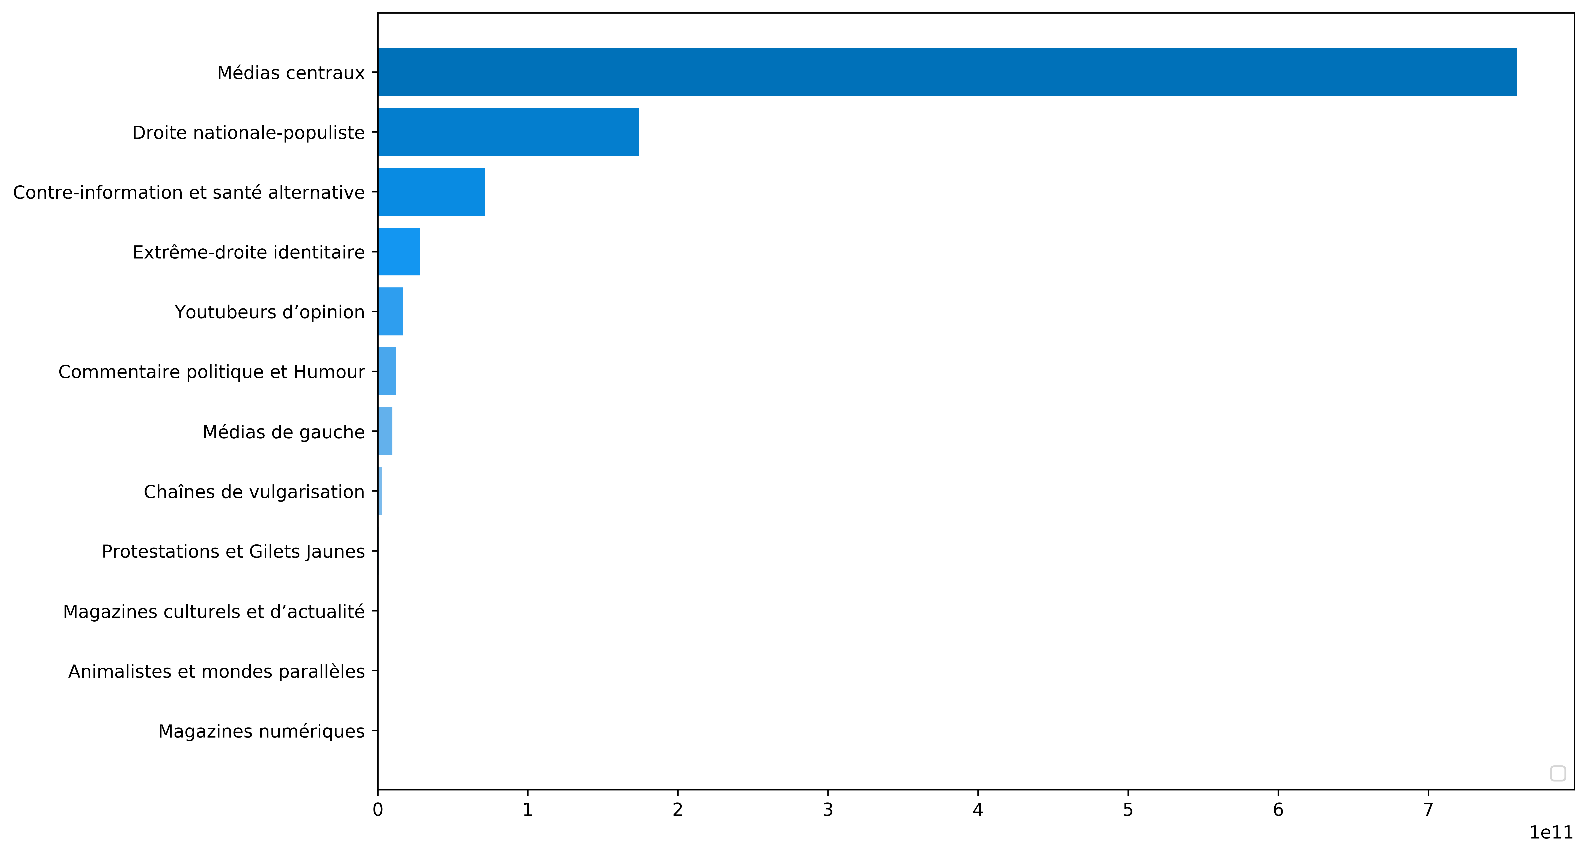 Médias centraux
Droite nationale-populiste
Contre-information et santé alternative
Extrême-droite identitaire
Youtubeurs d’opinion
Commentaire politique et Humour
Médias de gauche
Chaînes de vulgarisation
Protestations et Gilets Jaunes
Magazines culturels et d’actualité
Animalistes et mondes parallèles
Magazines numériques
0 1 2 3 4 5 6 7
1e11